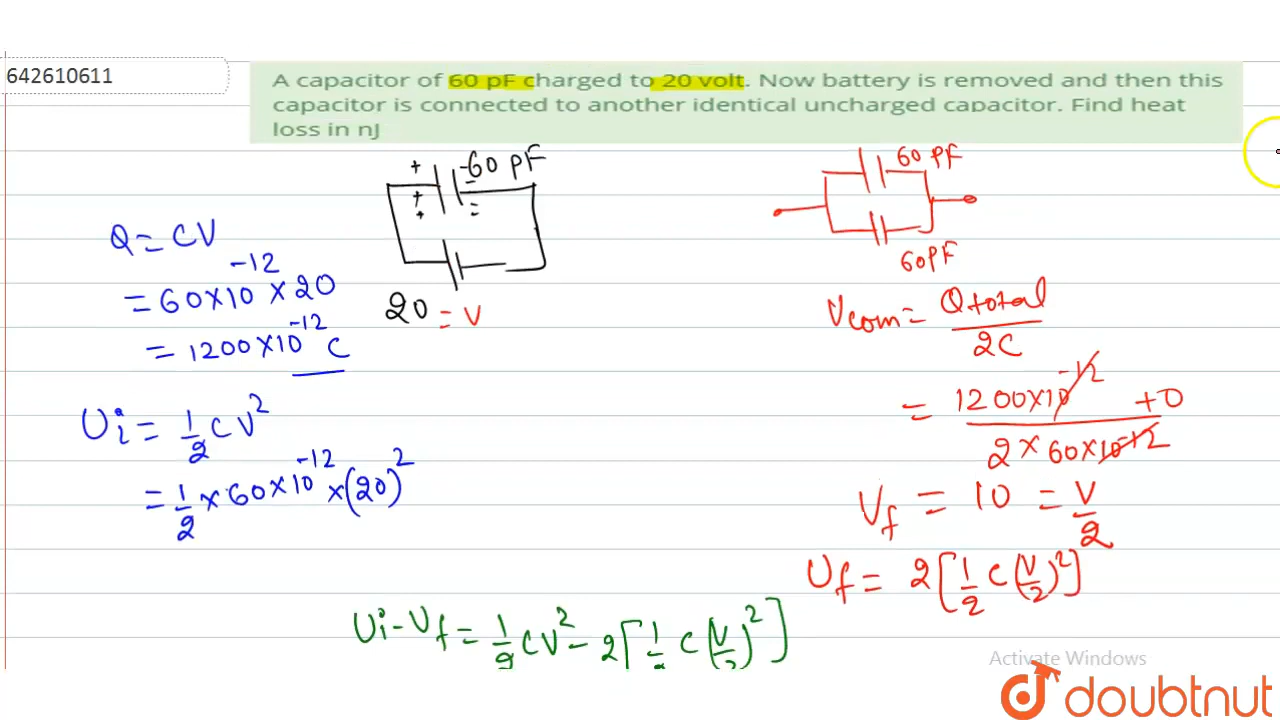 642610611
A capacitor of 60 pF charged to 20 volt. Now battery is removed and then this
capacitor is connected to another identical uncharged capacitor. Find heat
loss in nJ
+ - 60 PF
+ =
+
20 = V
Q = CV
= 60×10⁻¹² × 20
= 1200×10⁻¹² C
Ui = 1/2 CV²
= 1/2 × 60×10⁻¹² × (20)²
60 PF
60PF
Vcom = Qtotal/2C
= 1200×10⁻¹² + 0 / 2 × 60×10⁻¹²
Vf = 10 = V/2
Uf = 2[1/2 C(V/2)²]
Ui - Uf = 1/2 CV² - 2[1/2 C(V/2)²]
Activate Windows
doubtnut